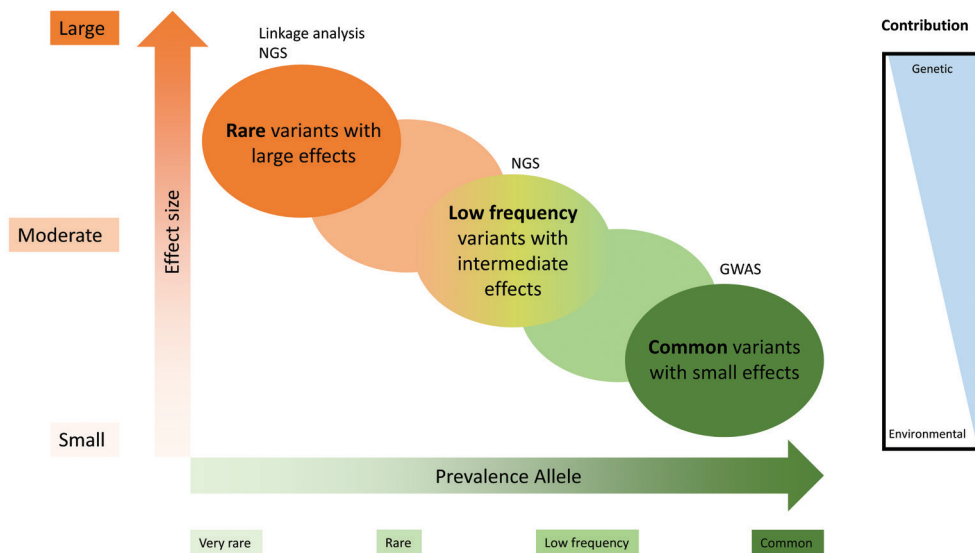 Large
Linkage analysis
NGS
Contribution
Genetic
Rare variants with
large effects
NGS
Effect size
Moderate
Low frequency
variants with
intermediate
effects
GWAS
Common variants
with small effects
Small
Environmental
Prevalence Allele
Very rare
Rare
Low frequency
Common